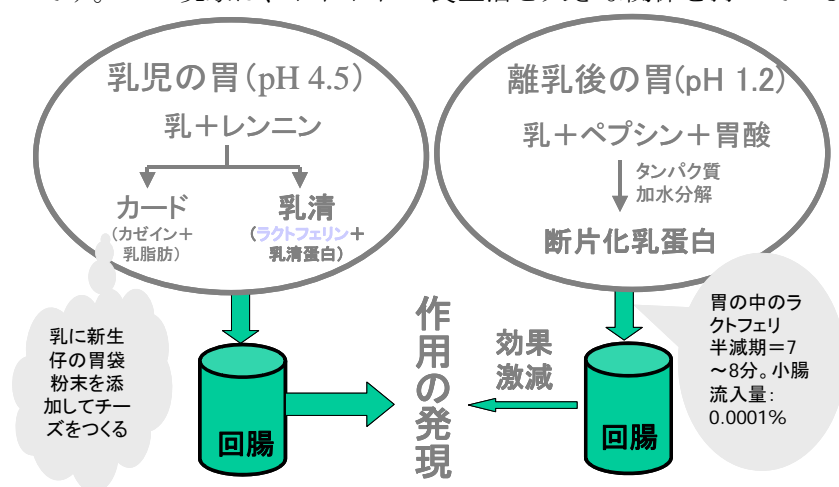 乳児の胃(pH 4.5)
乳+レンニン
カード
(カゼイン+
乳脂肪)
乳清
(ラクトフェリン+
乳清蛋白)
乳に新生
仔の胃袋
粉末を添
加してチー
ズをつくる
回腸
作用の発現
効果
激減
離乳後の胃(pH 1.2)
乳+ペプシン+胃酸
タンパク質
加水分解
断片化乳蛋白
胃の中のラ
クトフェリ
半減期=7
~8分。小腸
流入量:
0.0001%
回腸